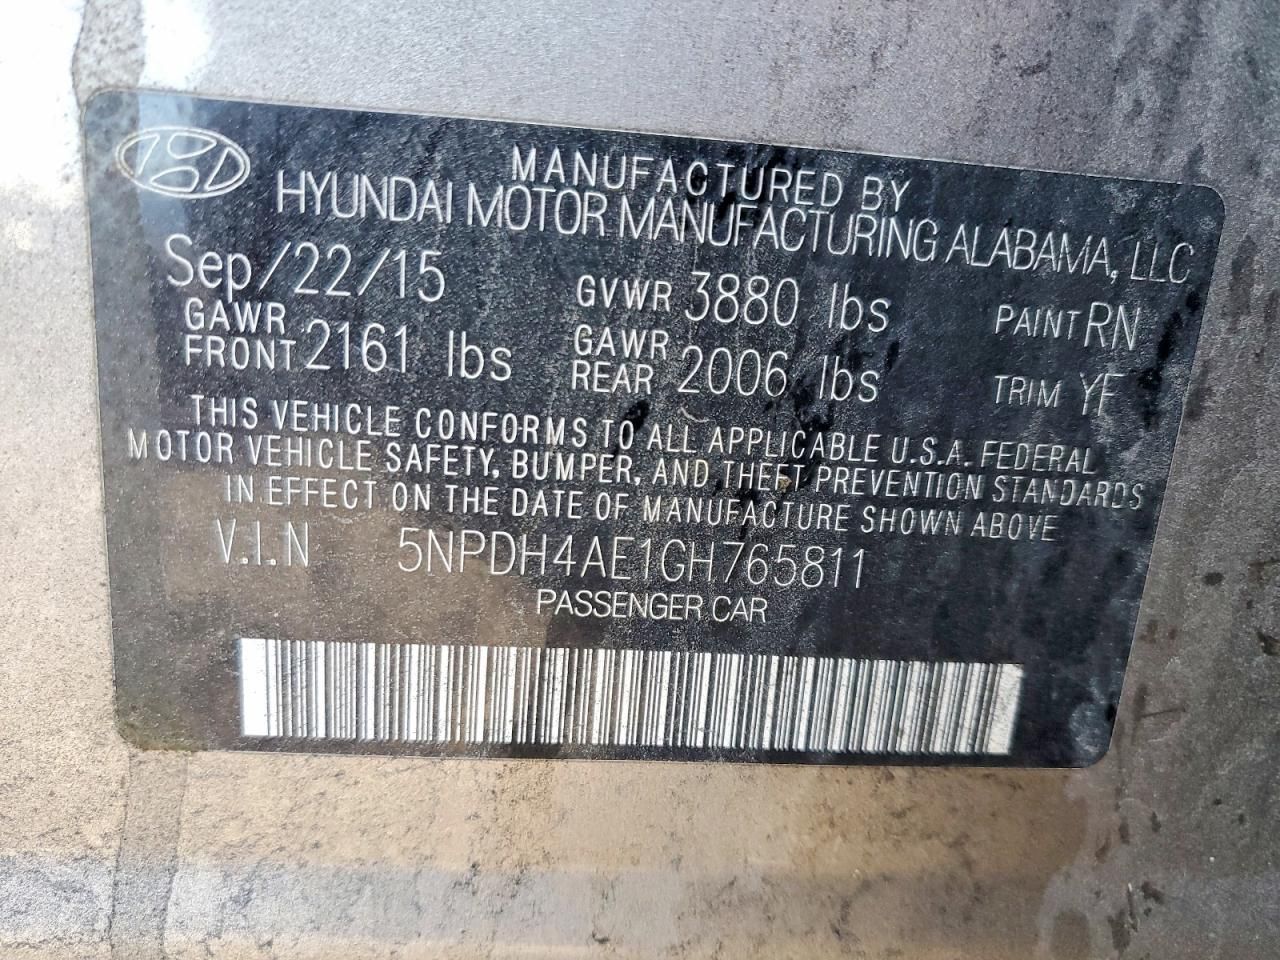 MANUFACTURED BY
HYUNDAI MOTOR MANUFACTURING ALABAMA, LLC
Sep/22/15 GVWR 3880 lbs PAINT RN
GAWR FRONT 2161 lbs GAWR REAR 2006 lbs TRIM YF
THIS VEHICLE CONFORMS TO ALL APPLICABLE U.S.A. FEDERAL
MOTOR VEHICLE SAFETY, BUMPER, AND THEFT PREVENTION STANDARDS
IN EFFECT ON THE DATE OF MANUFACTURE SHOWN ABOVE
V.I.N 5NPDH4AE1GH765811
PASSENGER CAR